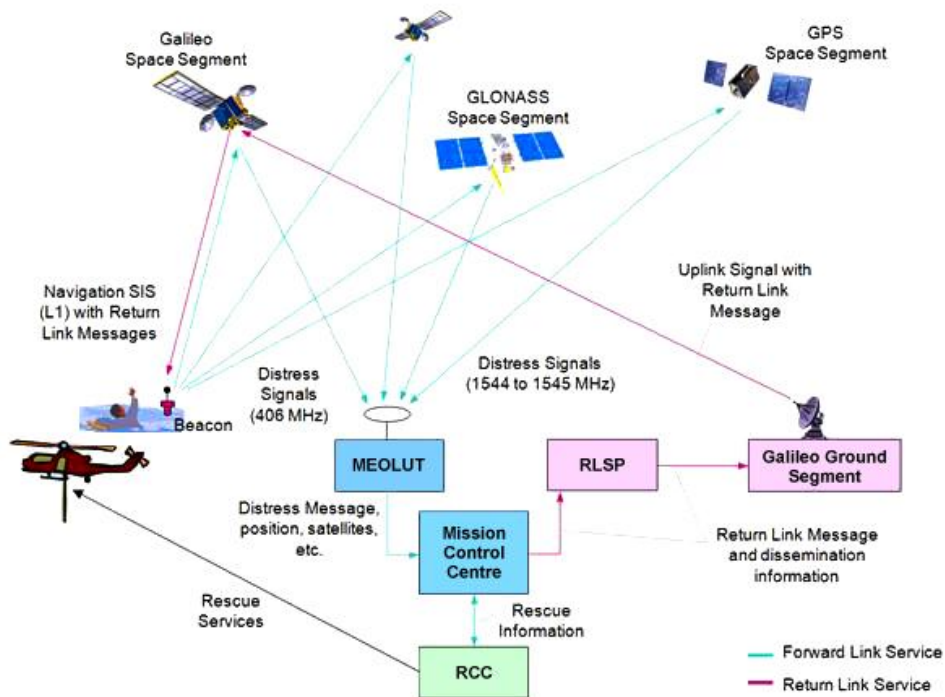 Galileo
Space Segment
GPS
Space Segment
GLONASS
Space Segment
Uplink Signal with
Return Link
Message
Navigation SIS
(L1) with Return
Link Messages
Distress
Signals
(406 MHz)
Distress Signals
(1544 to 1545 MHz)
Beacon
MEOLUT
RLSP
Galileo Ground
Segment
Distress Message,
position, satellites,
etc.
Mission
Control
Centre
Return Link Message
and dissemination
information
Rescue
Services
Rescue
Information
RCC
Forward Link Service
Return Link Service